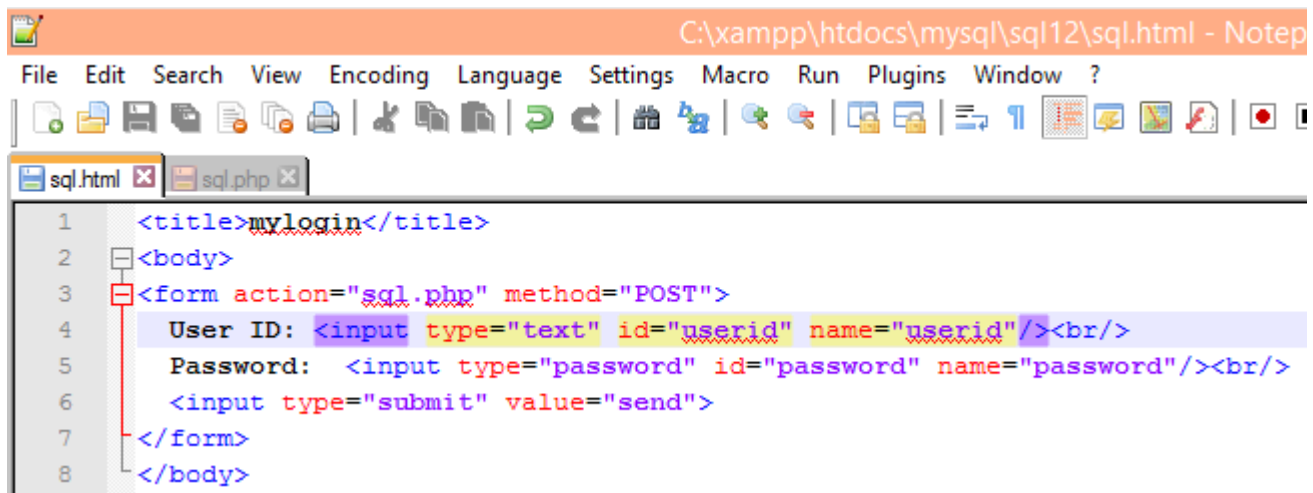 C:\xampp\htdocs\mysql\sql12\sql.html - Notep
File Edit Search View Encoding Language Settings Macro Run Plugins Window ?
sql.html sql.php
1 <title>mylogin</title>
2 <body>
3 <form action="sql.php" method="POST">
4 User ID: <input type="text" id="userid" name="userid"/><br/>
5 Password: <input type="password" id="password" name="password"/><br/>
6 <input type="submit" value="send">
7 </form>
8 </body>